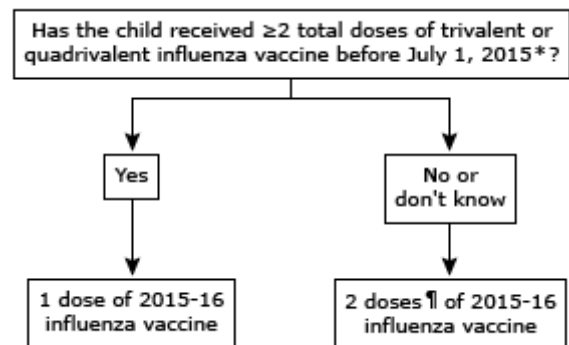 Has the child received ≥2 total doses of trivalent or
quadrivalent influenza vaccine before July 1, 2015*?
Yes
No or
don't know
1 dose of 2015-16
influenza vaccine
2 doses¶ of 2015-16
influenza vaccine